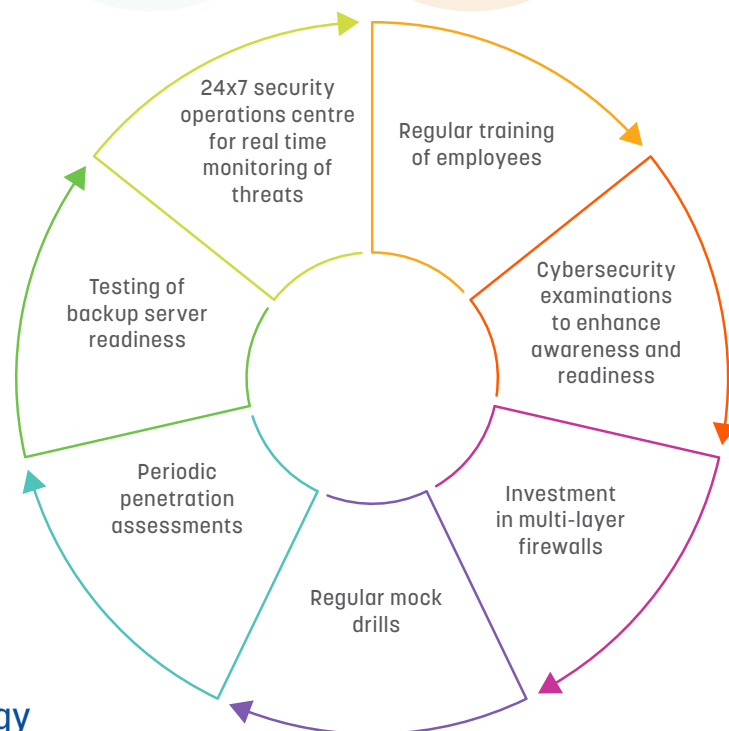 24x7 security
operations centre
for real time
monitoring of
threats
Regular training
of employees
Cybersecurity
examinations
to enhance
awareness and
readiness
Investment
in multi-layer
firewalls
Regular mock
drills
Periodic
penetration
assessments
Testing of
backup server
readiness